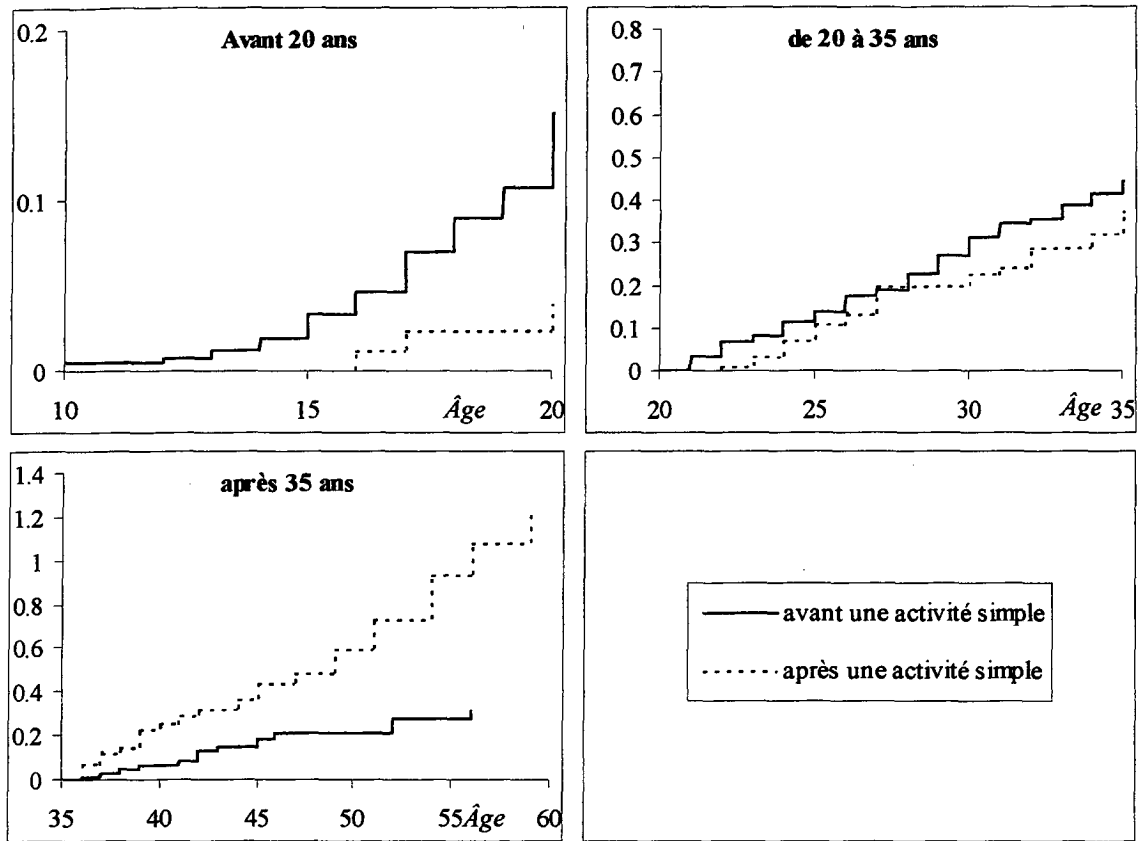 Avant 20 ans
0.2
0.1
0
10 15 Âge 20
de 20 à 35 ans
0.8
0.7
0.6
0.5
0.4
0.3
0.2
0.1
0
20 25 30 Âge 35
après 35 ans
1.4
1.2
1
0.8
0.6
0.4
0.2
0
35 40 45 50 55 Âge 60
avant une activité simple
après une activité simple